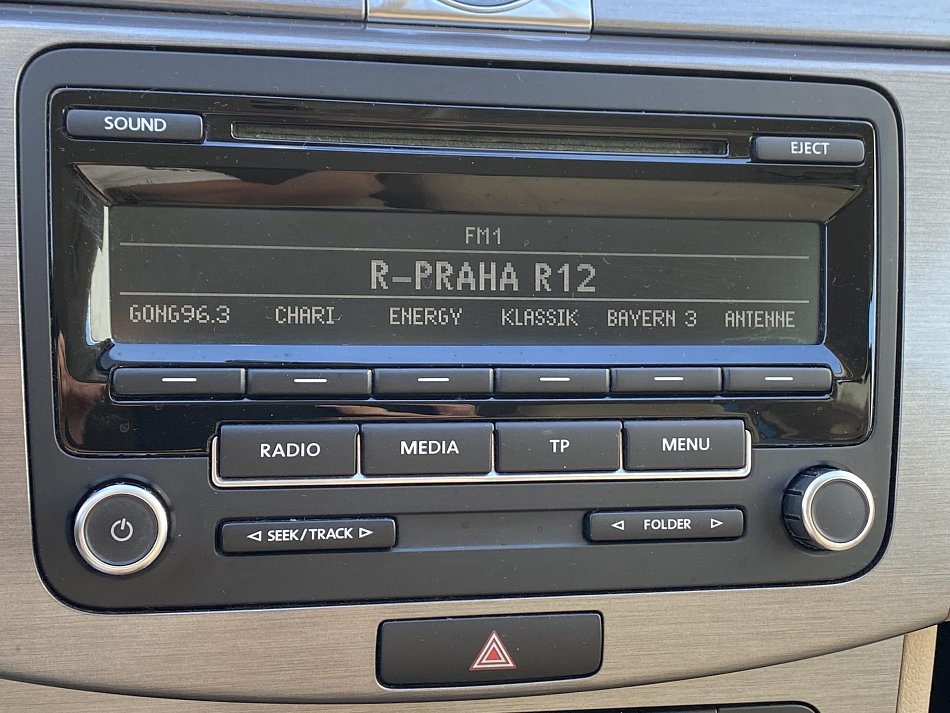 SOUND
EJECT
FM1
R-PRAHA R12
GONG96.3 CHARI ENERGY KLASSIK BAYERN 3 ANTENNE
RADIO MEDIA TP MENU
SEEK/TRACK FOLDER